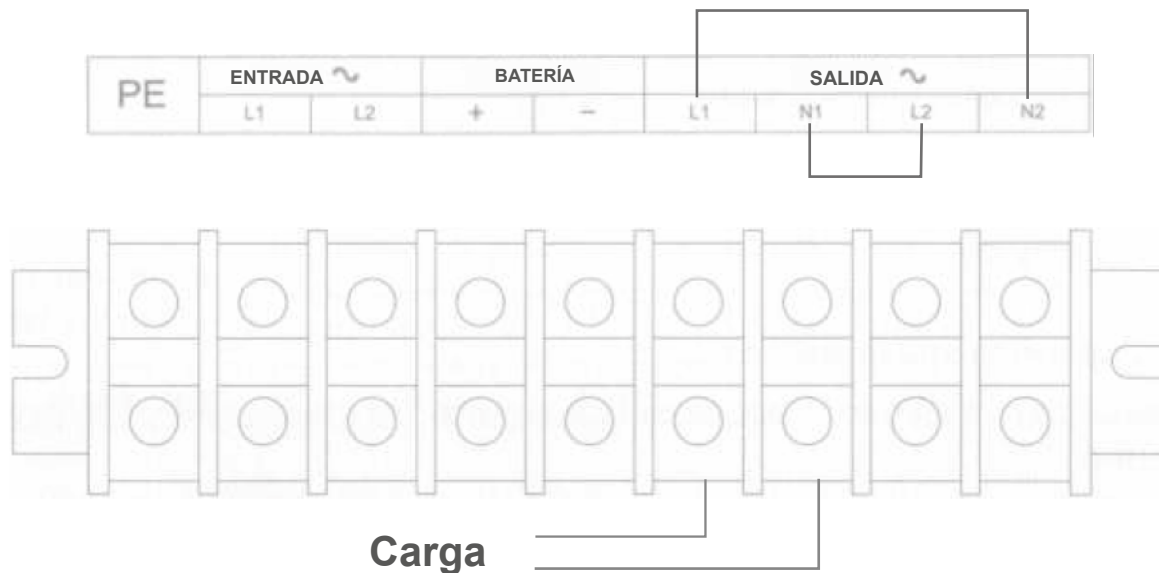 PE ENTRADA ∿ BATERÍA SALIDA ∿
L1 L2 + − L1 N1 L2 N2
Carga